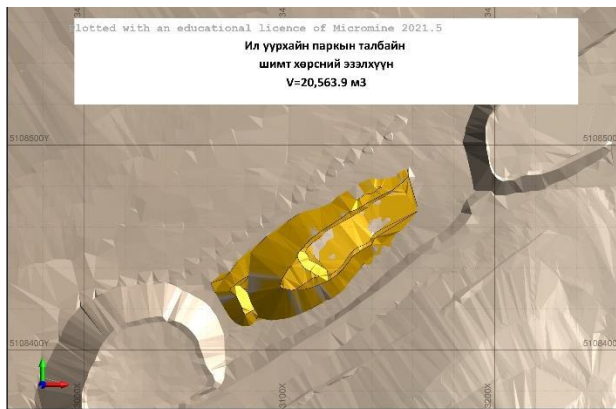 lotted with an educational licence of Micromine 2021.5
Ил уурхайн паркын талбайн
шимт хөрсний эзэлхүүн
V=20,563.9 м3
5108500Y
5108500
5108400Y
5108400